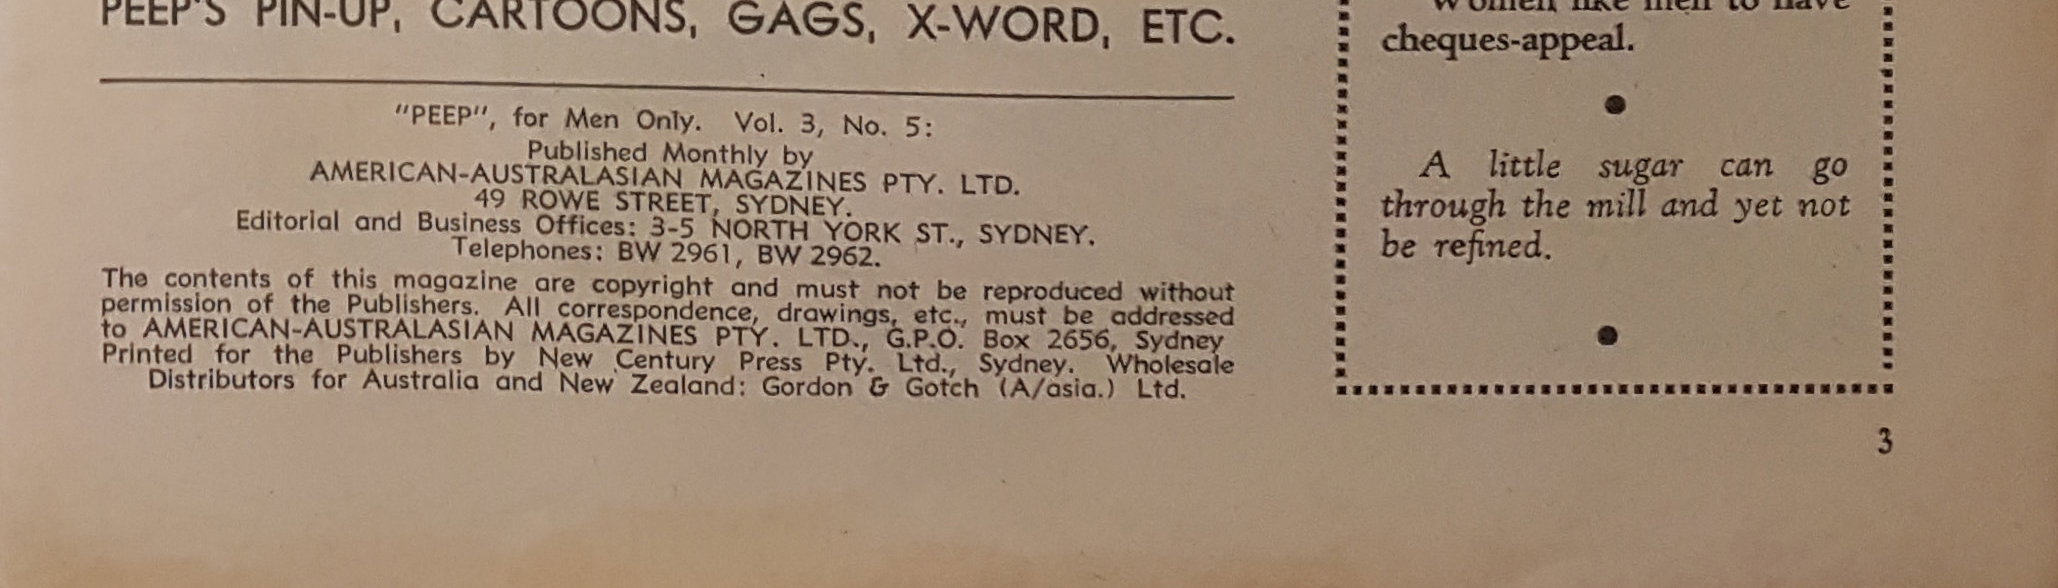 PEEP'S PIN-UP, CARTOONS, GAGS, X-WORD, ETC.
"PEEP", for Men Only. Vol. 3, No. 5:
Published Monthly by
AMERICAN-AUSTRALASIAN MAGAZINES PTY. LTD.
49 ROWE STREET, SYDNEY.
Editorial and Business Offices: 3-5 NORTH YORK ST., SYDNEY.
Telephones: BW 2961, BW 2962.
The contents of this magazine are copyright and must not be reproduced without
permission of the Publishers. All correspondence, drawings, etc., must be addressed
to AMERICAN-AUSTRALASIAN MAGAZINES PTY. LTD., G.P.O. Box 2656, Sydney
Printed for the Publishers by New Century Press Pty. Ltd., Sydney. Wholesale
Distributors for Australia and New Zealand: Gordon & Gotch (A/asia.) Ltd.
Women like men to have
cheques-appeal.
A little sugar can go
through the mill and yet not
be refined.
3